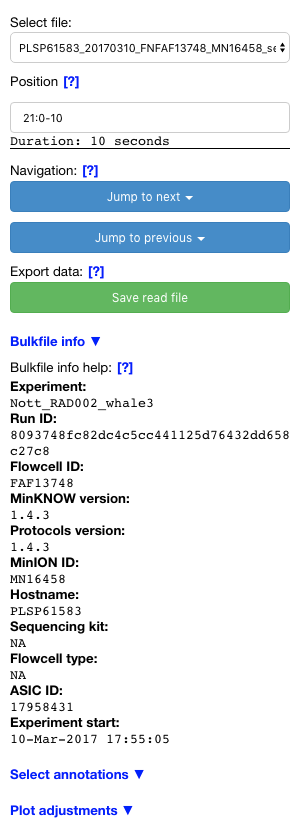 Select file:
PLSP61583_20170310_FNFAF13748_MN16458_se
Position [?]
21:0-10
Duration: 10 seconds
Navigation: [?]
Jump to next
Jump to previous
Export data: [?]
Save read file
Bulkfile info ▼
Bulkfile info help: [?]
Experiment:
Nott_RAD002_whale3
Run ID:
8093748fc82dc4c5cc441125d76432dd658
c27c8
Flowcell ID:
FAF13748
MinKNOW version:
1.4.3
Protocols version:
1.4.3
MinION ID:
MN16458
Hostname:
PLSP61583
Sequencing kit:
NA
Flowcell type:
NA
ASIC ID:
17958431
Experiment start:
10-Mar-2017 17:55:05
Select annotations ▼
Plot adjustments ▼